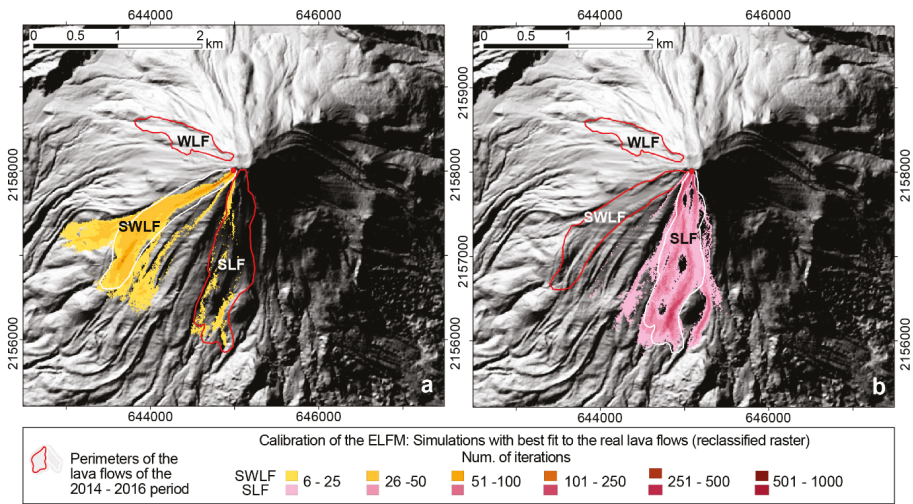 644000 646000
0 0.5 1 2
km
WLF
SWLF
SLF
a
644000 646000
2156000 2157000 2158000 2159000
644000 646000
0 0.5 1 2
km
WLF
SWLF
SLF
b
644000 646000
2156000 2157000 2158000 2159000
Perimeters of the
lava flows of the
2014 - 2016 period
Calibration of the ELFM: Simulations with best fit to the real lava flows (reclassified raster)
Num. of iterations
SWLF
SLF
6 - 25 26 -50 51 -100 101 - 250 251 - 500 501 - 1000